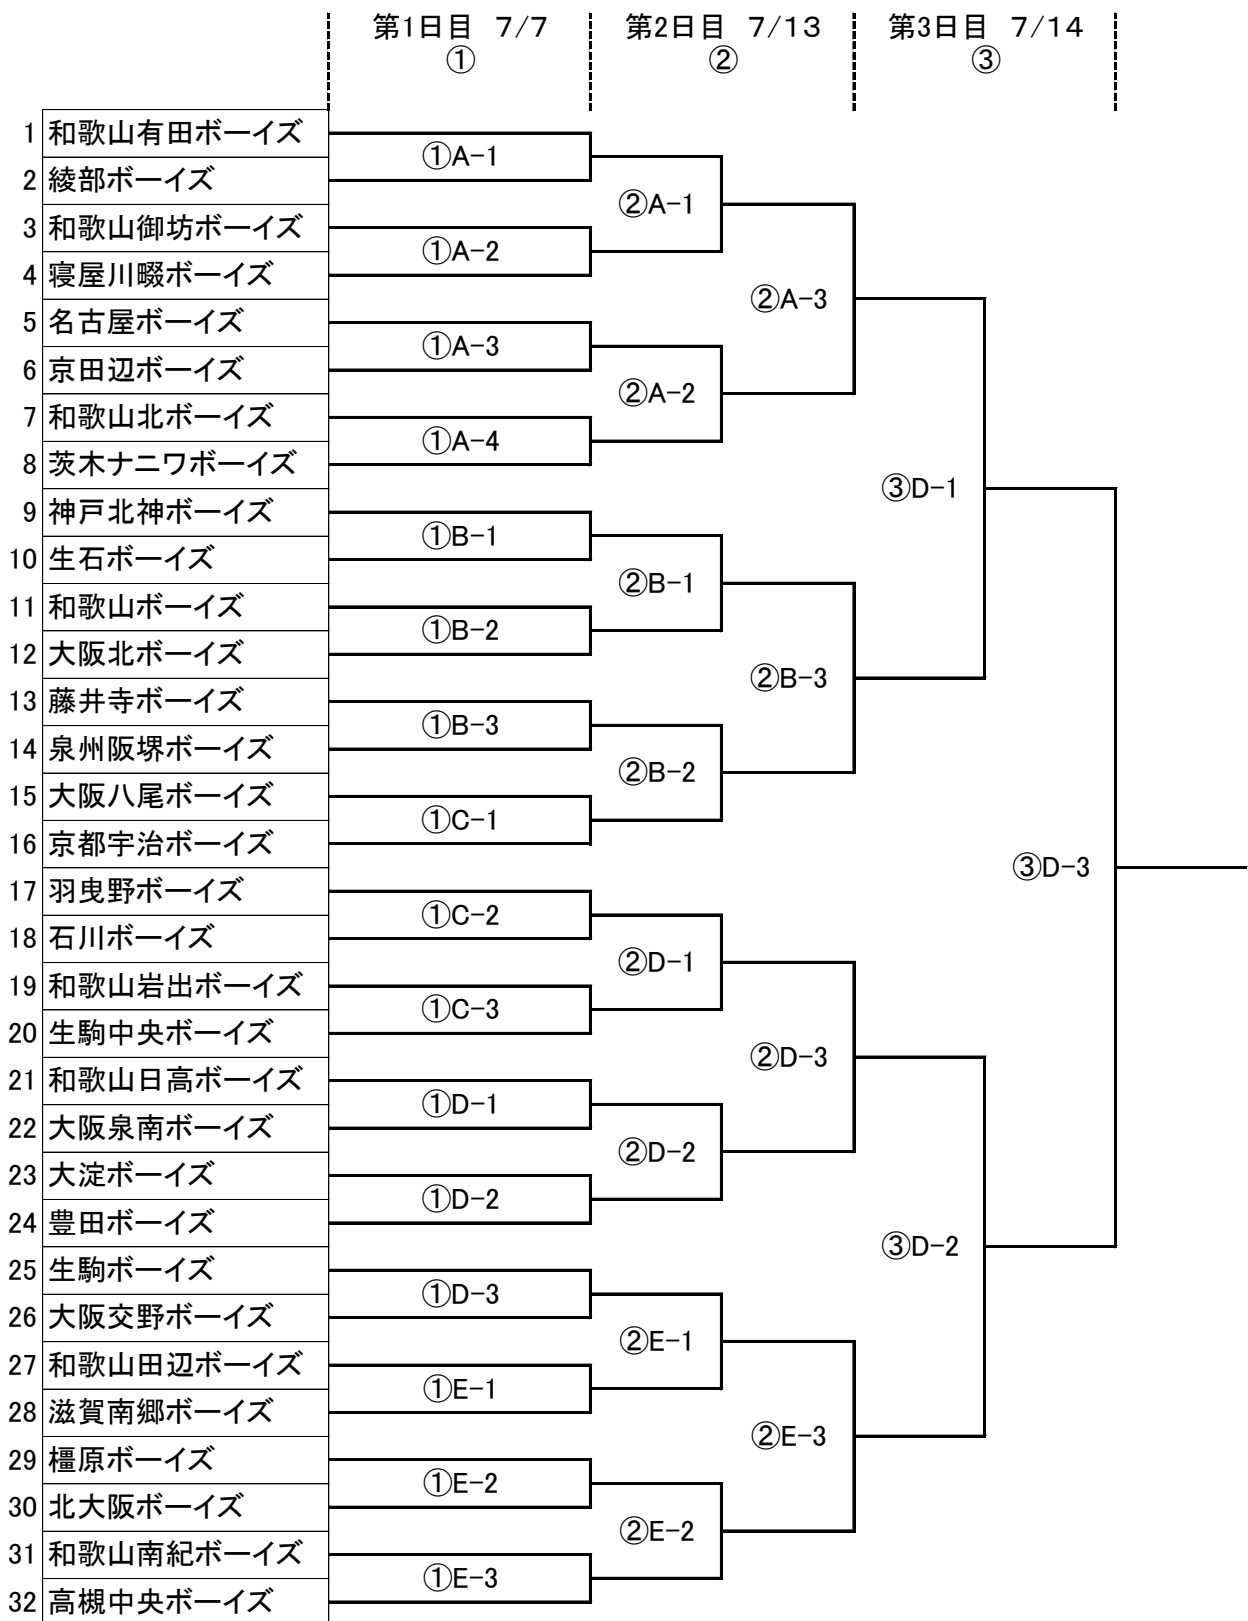 第1日目 7/7 第2日目 7/13 第3日目 7/14
① ② ③
1 和歌山有田ボーイズ
①A-1
2 綾部ボーイズ
②A-1
3 和歌山御坊ボーイズ
①A-2
4 寝屋川畷ボーイズ
②A-3
5 名古屋ボーイズ
①A-3
6 京田辺ボーイズ
②A-2
7 和歌山北ボーイズ
①A-4
8 茨木ナニワボーイズ
③D-1
9 神戸北神ボーイズ
①B-1
10 生石ボーイズ
②B-1
11 和歌山ボーイズ
①B-2
12 大阪北ボーイズ
②B-3
13 藤井寺ボーイズ
①B-3
14 泉州阪堺ボーイズ
②B-2
15 大阪八尾ボーイズ
①C-1
16 京都宇治ボーイズ
③D-3
17 羽曳野ボーイズ
①C-2
18 石川ボーイズ
②D-1
19 和歌山岩出ボーイズ
①C-3
20 生駒中央ボーイズ
②D-3
21 和歌山日高ボーイズ
①D-1
22 大阪泉南ボーイズ
②D-2
23 大淀ボーイズ
①D-2
24 豊田ボーイズ
③D-2
25 生駒ボーイズ
①D-3
26 大阪交野ボーイズ
②E-1
27 和歌山田辺ボーイズ
①E-1
28 滋賀南郷ボーイズ
②E-3
29 橿原ボーイズ
①E-2
30 北大阪ボーイズ
②E-2
31 和歌山南紀ボーイズ
①E-3
32 高槻中央ボーイズ